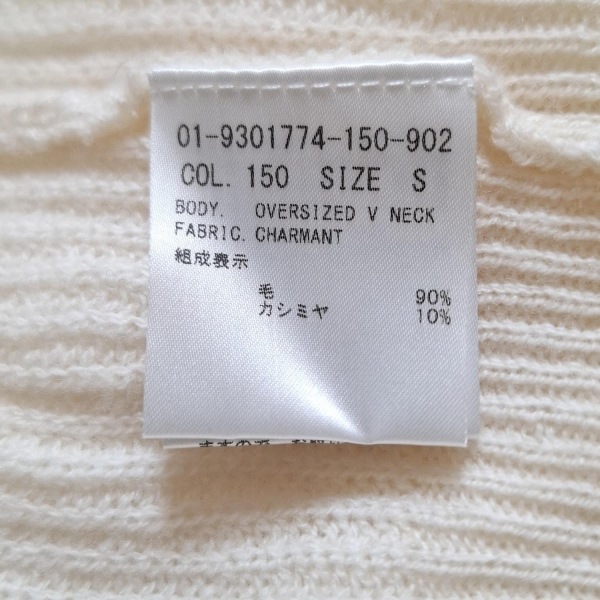 01-9301774-150-902
COL. 150 SIZE S
BODY. OVERSIZED V NECK
FABRIC. CHARMANT
組成表示
毛 90%
カシミヤ 10%